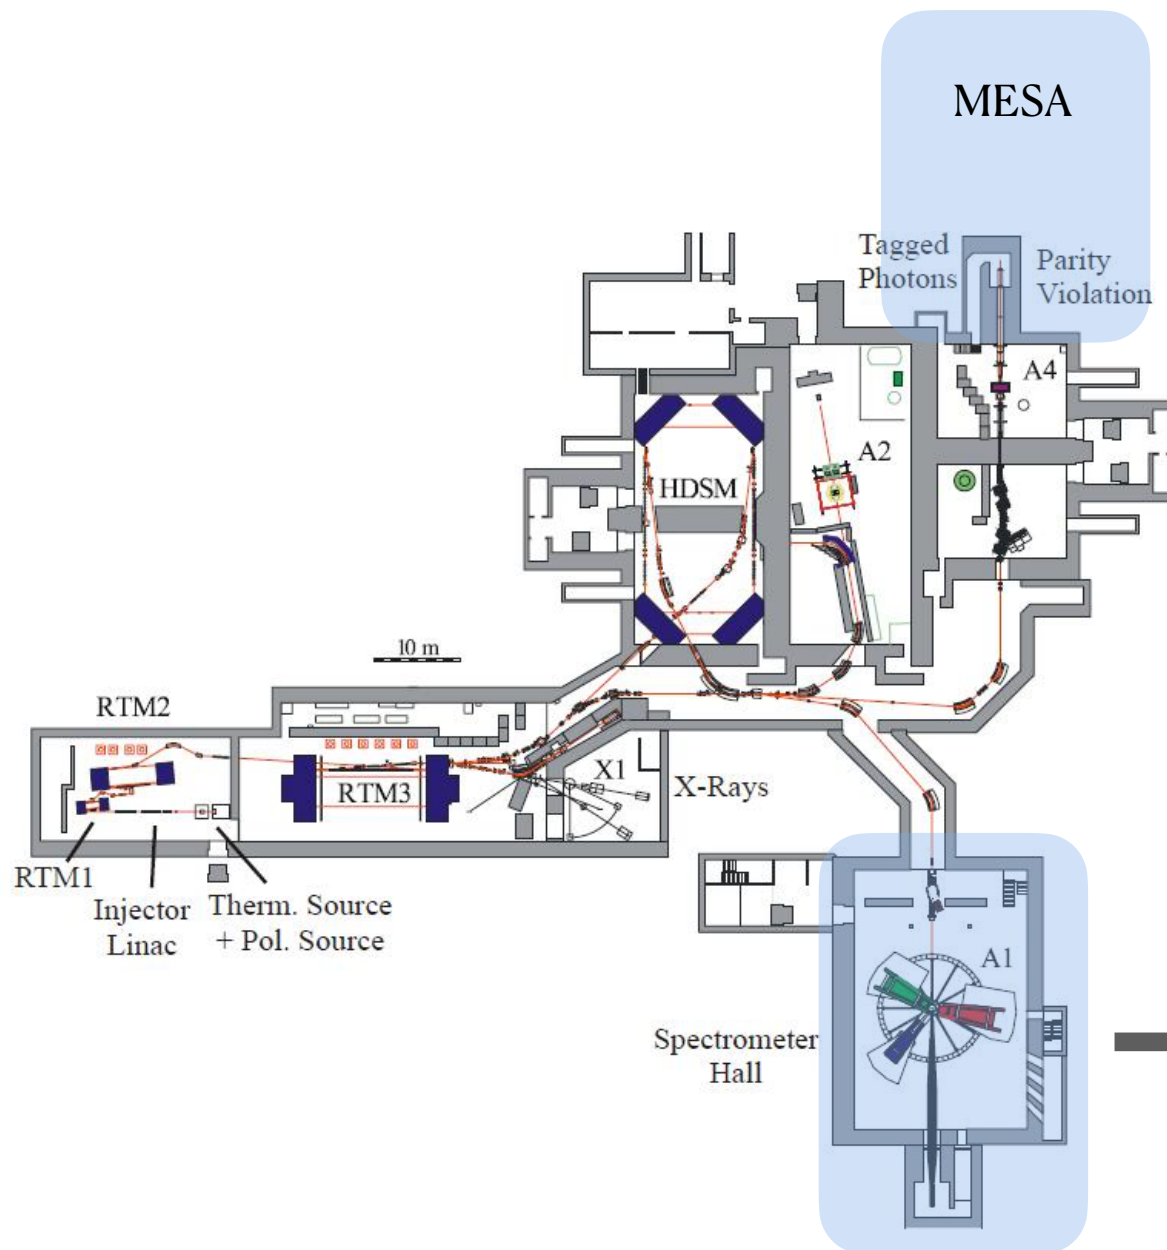 MESA
Tagged
Photons
Parity
Violation
A4
A2
HDSM
10 m
RTM2
RTM3
X1
X-Rays
RTM1
Injector
Linac
Therm. Source
+ Pol. Source
A1
Spectrometer
Hall